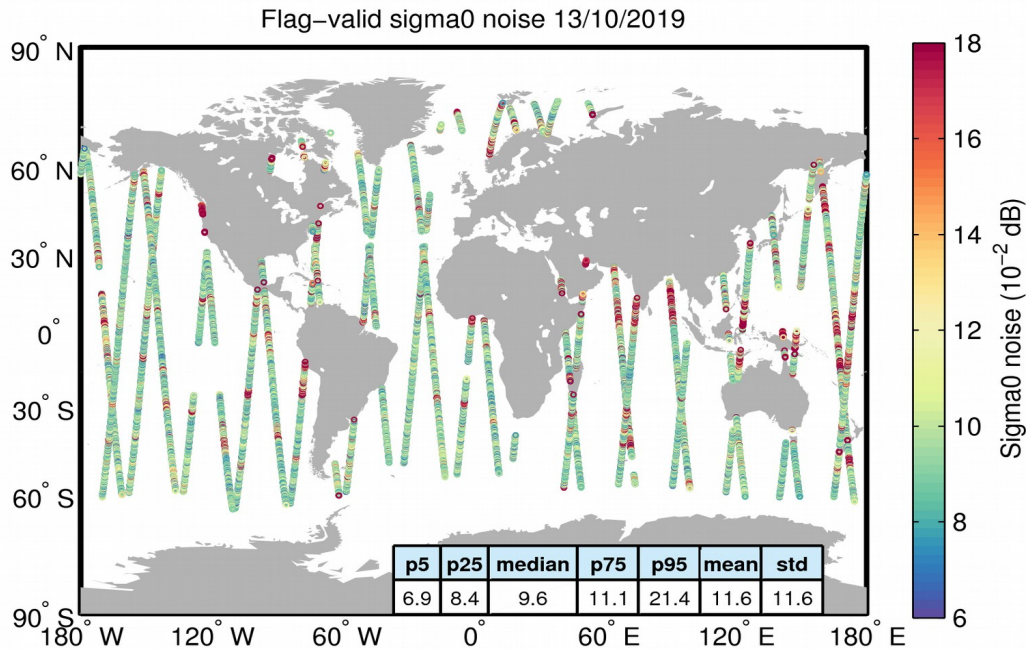 Flag−valid sigma0 noise 13/10/2019
90° N
60° N
30° N
0°
30° S
60° S
90° S
180° W
120° W
60° W
0°
60° E
120° E
180° E
p5 p25 median p75 p95 mean std
6.9 8.4 9.6 11.1 21.4 11.6 11.6
18
16
14
12
10
8
6
Sigma0 noise (10⁻² dB)